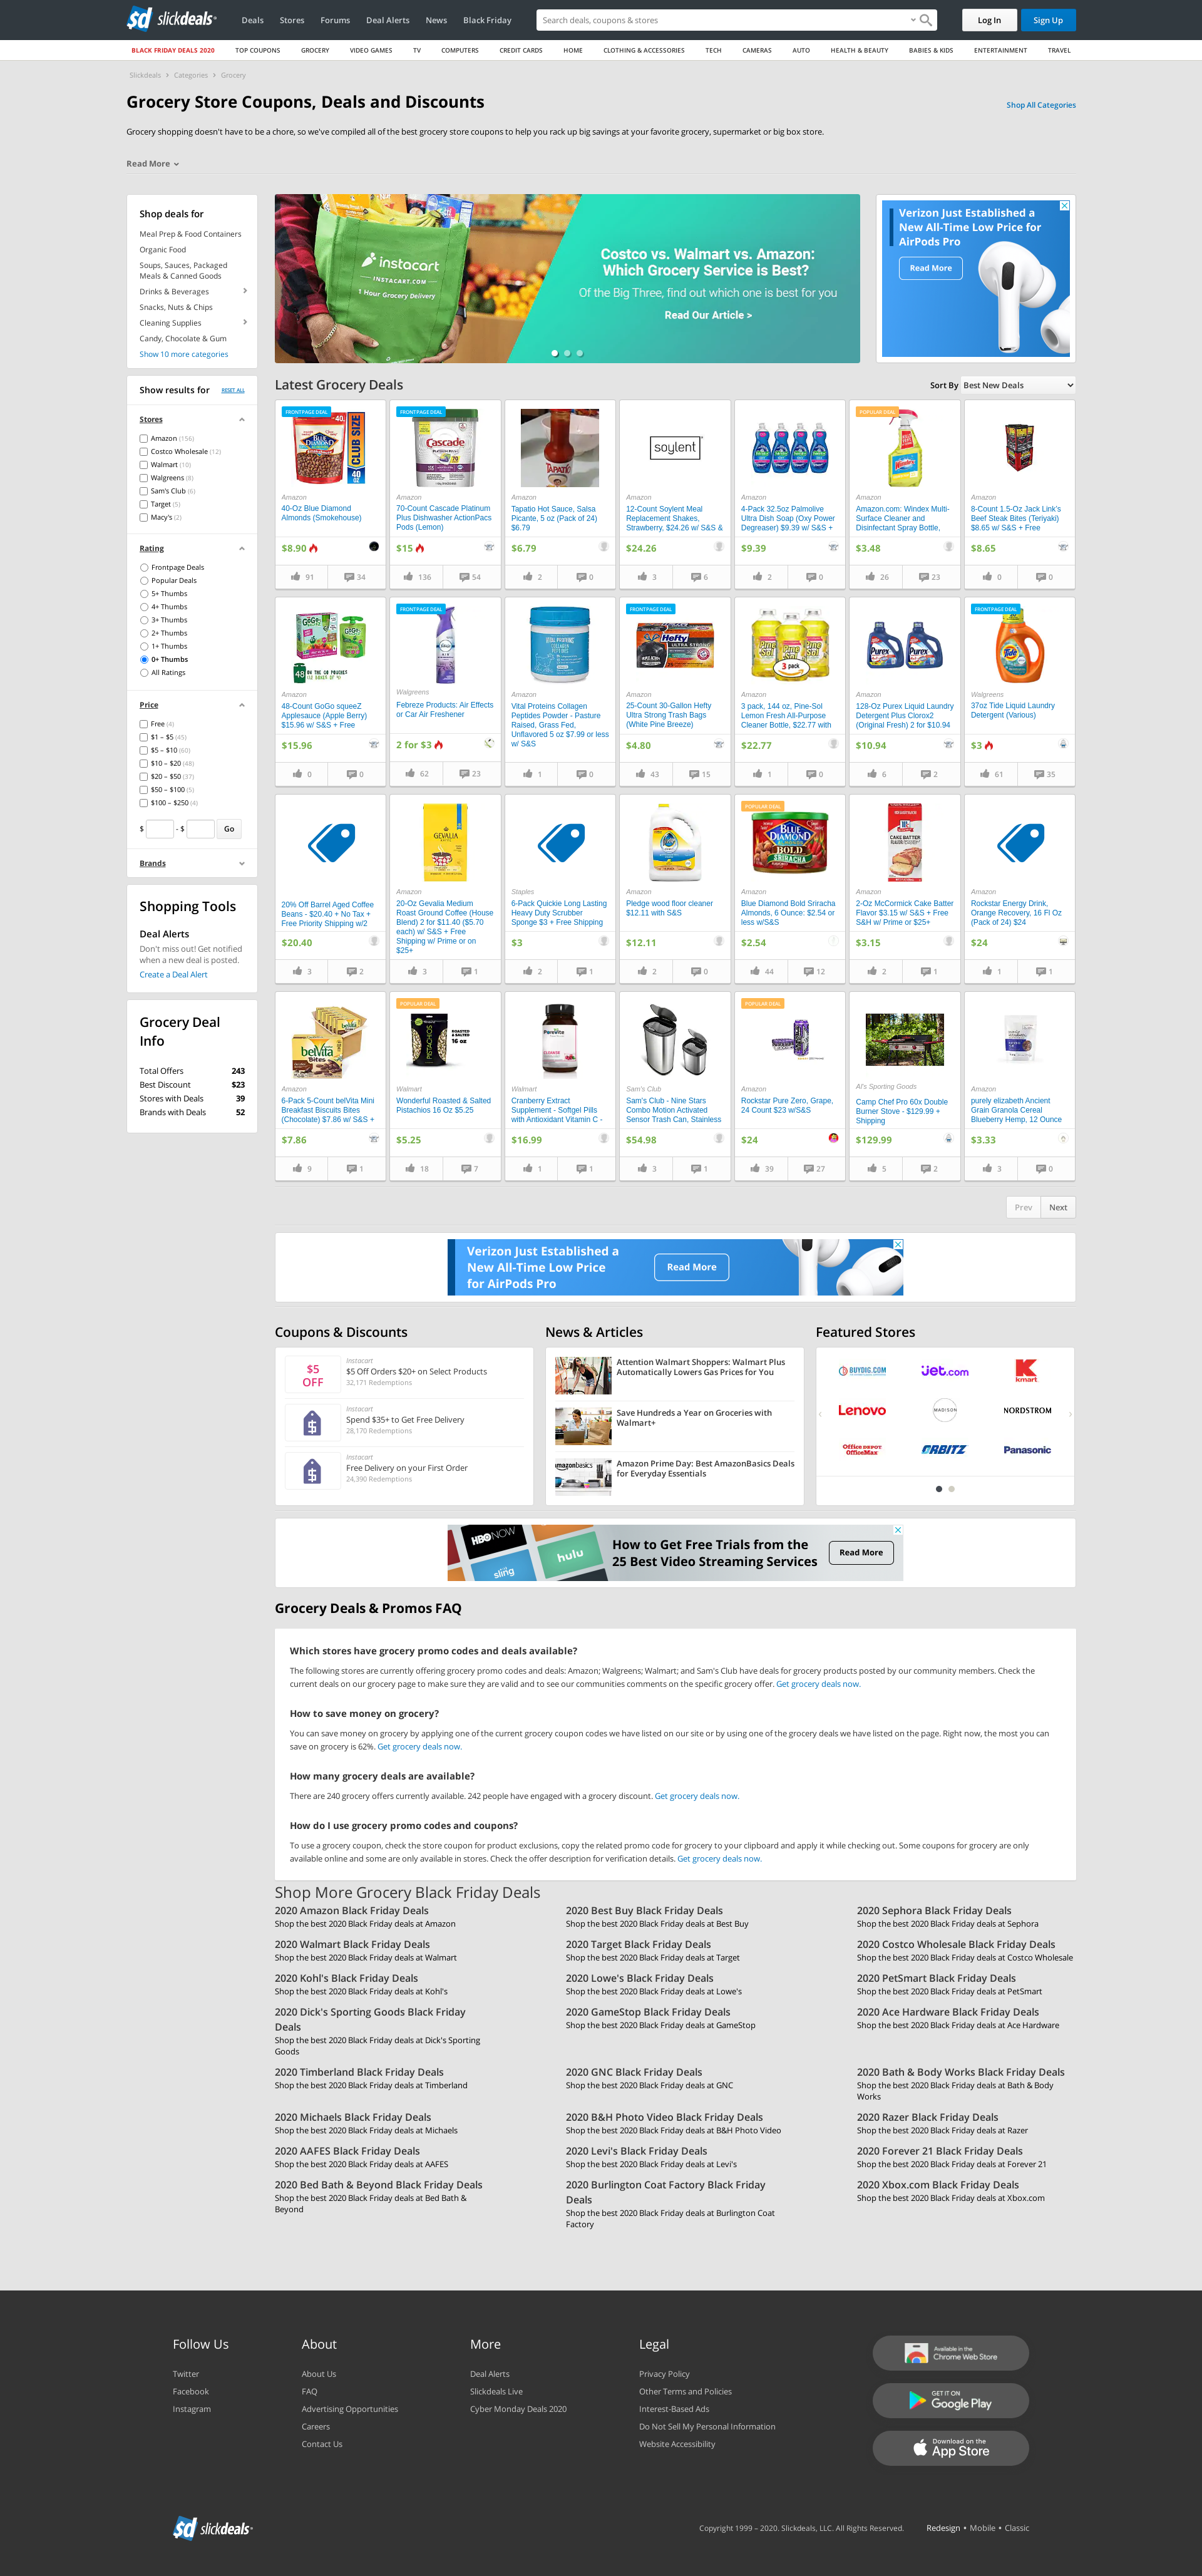 sd slickdeals
Deals
Stores
Forums
Deal Alerts
News
Black Friday
Search deals, coupons & stores
Log In
Sign Up
BLACK FRIDAY DEALS 2020
TOP COUPONS
GROCERY
VIDEO GAMES
TV
COMPUTERS
CREDIT CARDS
HOME
CLOTHING & ACCESSORIES
TECH
CAMERAS
AUTO
HEALTH & BEAUTY
BABIES & KIDS
ENTERTAINMENT
TRAVEL
Slickdeals › Categories › Grocery
Grocery Store Coupons, Deals and Discounts
Shop All Categories
Grocery shopping doesn't have to be a chore, so we've compiled all of the best grocery store coupons to help you rack up big savings at your favorite grocery, supermarket or big box store.
Read More
Shop deals for
Meal Prep & Food Containers
Organic Food
Soups, Sauces, Packaged
Meals & Canned Goods
Drinks & Beverages
Snacks, Nuts & Chips
Cleaning Supplies
Candy, Chocolate & Gum
Show 10 more categories
Show results for
RESET ALL
Stores
Amazon (156)
Costco Wholesale (12)
Walmart (10)
Walgreens (8)
Sam's Club (6)
Target (5)
Macy's (2)
Rating
Frontpage Deals
Popular Deals
5+ Thumbs
4+ Thumbs
3+ Thumbs
2+ Thumbs
1+ Thumbs
0+ Thumbs
All Ratings
Price
Free (4)
$1 – $5 (45)
$5 – $10 (60)
$10 – $20 (48)
$20 – $50 (37)
$50 – $100 (5)
$100 – $250 (4)
$ - $ Go
Brands
Shopping Tools
Deal Alerts
Don't miss out! Get notified
when a new deal is posted.
Create a Deal Alert
Grocery Deal
Info
Total Offers 243
Best Discount $23
Stores with Deals 39
Brands with Deals 52
instacart
INSTACART.COM
1 Hour Grocery Delivery
Costco vs. Walmart vs. Amazon:
Which Grocery Service is Best?
Of the Big Three, find out which one is best for you
Read Our Article >
Verizon Just Established a
New All-Time Low Price for
AirPods Pro
Read More
Latest Grocery Deals
Sort By Best New Deals
FRONTPAGE DEAL
BLUE DIAMOND
40
CLUB SIZE
40 OZ
Amazon
40-Oz Blue Diamond
Almonds (Smokehouse)
$8.90
91
34
FRONTPAGE DEAL
Cascade
Amazon
70-Count Cascade Platinum
Plus Dishwasher ActionPacs
Pods (Lemon)
$15
136
54
TAPATIO
Amazon
Tapatio Hot Sauce, Salsa
Picante, 5 oz (Pack of 24)
$6.79
2
0
soylent
Amazon
12-Count Soylent Meal
Replacement Shakes,
Strawberry, $24.26 w/ S&S &
$24.26
3
6
Amazon
4-Pack 32.5oz Palmolive
Ultra Dish Soap (Oxy Power
Degreaser) $9.39 w/ S&S +
$9.39
2
0
POPULAR DEAL
Windex
Amazon
Amazon.com: Windex Multi-
Surface Cleaner and
Disinfectant Spray Bottle,
$3.48
26
23
Amazon
8-Count 1.5-Oz Jack Link's
Beef Steak Bites (Teriyaki)
$8.65 w/ S&S + Free
$8.65
0
0
GoGo
48
Amazon
48-Count GoGo squeeZ
Applesauce (Apple Berry)
$15.96 w/ S&S + Free
$15.96
0
0
FRONTPAGE DEAL
Walgreens
Febreze Products: Air Effects
or Car Air Freshener
2 for $3
62
23
VITAL PROTEINS
COLLAGEN PEPTIDES
Amazon
Vital Proteins Collagen
Peptides Powder - Pasture
Raised, Grass Fed,
Unflavored 5 oz $7.99 or less
w/ S&S
1
0
FRONTPAGE DEAL
Hefty
ULTRA STRONG
Amazon
25-Count 30-Gallon Hefty
Ultra Strong Trash Bags
(White Pine Breeze)
$4.80
43
15
Pine Sol
3 pack
Amazon
3 pack, 144 oz, Pine-Sol
Lemon Fresh All-Purpose
Cleaner Bottle, $22.77 with
$22.77
1
0
Purex
Purex
Amazon
128-Oz Purex Liquid Laundry
Detergent Plus Clorox2
(Original Fresh) 2 for $10.94
$10.94
6
2
FRONTPAGE DEAL
Tide
Walgreens
37oz Tide Liquid Laundry
Detergent (Various)
$3
61
35
20% Off Barrel Aged Coffee
Beans - $20.40 + No Tax +
Free Priority Shipping w/2
$20.40
3
2
GEVALIA
Amazon
20-Oz Gevalia Medium
Roast Ground Coffee (House
Blend) 2 for $11.40 ($5.70
each) w/ S&S + Free
Shipping w/ Prime or on
$25+
3
1
Staples
6-Pack Quickie Long Lasting
Heavy Duty Scrubber
Sponge $3 + Free Shipping
$3
2
1
Amazon
Pledge wood floor cleaner
$12.11 with S&S
$12.11
2
0
POPULAR DEAL
BLUE DIAMOND
BOLD
SRIRACHA
Amazon
Blue Diamond Bold Sriracha
Almonds, 6 Ounce: $2.54 or
less w/S&S
$2.54
44
12
CAKE BATTER
Amazon
2-Oz McCormick Cake Batter
Flavor $3.15 w/ S&S + Free
S&H w/ Prime or $25+
$3.15
2
1
Amazon
Rockstar Energy Drink,
Orange Recovery, 16 Fl Oz
(Pack of 24) $24
$24
1
1
belVita
Bites
Amazon
6-Pack 5-Count belVita Mini
Breakfast Biscuits Bites
(Chocolate) $7.86 w/ S&S +
$7.86
9
1
POPULAR DEAL
PISTACHIOS
ROASTED
& SALTED
16 oz
Walmart
Wonderful Roasted & Salted
Pistachios 16 Oz $5.25
$5.25
18
7
PureVite
Walmart
Cranberry Extract
Supplement - Softgel Pills
with Antioxidant Vitamin C -
$16.99
1
1
Sam's Club
Sam's Club - Nine Stars
Combo Motion Activated
Sensor Trash Can, Stainless
$54.98
3
1
POPULAR DEAL
Amazon
Rockstar Pure Zero, Grape,
24 Count $23 w/S&S
$24
39
27
Al's Sporting Goods
Camp Chef Pro 60x Double
Burner Stove - $129.99 +
Shipping
$129.99
5
2
Amazon
purely elizabeth Ancient
Grain Granola Cereal
Blueberry Hemp, 12 Ounce
$3.33
3
0
Prev
Next
Verizon Just Established a
New All-Time Low Price
for AirPods Pro
Read More
Coupons & Discounts
$5
OFF
Instacart
$5 Off Orders $20+ on Select Products
32,171 Redemptions
Instacart
Spend $35+ to Get Free Delivery
28,170 Redemptions
Instacart
Free Delivery on your First Order
24,390 Redemptions
News & Articles
Attention Walmart Shoppers: Walmart Plus
Automatically Lowers Gas Prices for You
Save Hundreds a Year on Groceries with
Walmart+
amazonbasics
Amazon Prime Day: Best AmazonBasics Deals
for Everyday Essentials
Featured Stores
BUYDIG.COM
Jet.com
K
kmart
Lenovo
MADISON
NORDSTROM
Office DEPOT
OfficeMax
ORBITZ
Panasonic
HBO NOW
hulu
sling
How to Get Free Trials from the
25 Best Video Streaming Services
Read More
Grocery Deals & Promos FAQ
Which stores have grocery promo codes and deals available?
The following stores are currently offering grocery promo codes and deals: Amazon; Walgreens; Walmart; and Sam's Club have deals for grocery products posted by our community members. Check the
current deals on our grocery page to make sure they are valid and to see our communities comments on the specific grocery offer. Get grocery deals now.
How to save money on grocery?
You can save money on grocery by applying one of the current grocery coupon codes we have listed on our site or by using one of the grocery deals we have listed on the page. Right now, the most you can
save on grocery is 62%. Get grocery deals now.
How many grocery deals are available?
There are 240 grocery offers currently available. 242 people have engaged with a grocery discount. Get grocery deals now.
How do I use grocery promo codes and coupons?
To use a grocery coupon, check the store coupon for product exclusions, copy the related promo code for grocery to your clipboard and apply it while checking out. Some coupons for grocery are only
available online and some are only available in stores. Check the offer description for verification details. Get grocery deals now.
Shop More Grocery Black Friday Deals
2020 Amazon Black Friday Deals
Shop the best 2020 Black Friday deals at Amazon
2020 Best Buy Black Friday Deals
Shop the best 2020 Black Friday deals at Best Buy
2020 Sephora Black Friday Deals
Shop the best 2020 Black Friday deals at Sephora
2020 Walmart Black Friday Deals
Shop the best 2020 Black Friday deals at Walmart
2020 Target Black Friday Deals
Shop the best 2020 Black Friday deals at Target
2020 Costco Wholesale Black Friday Deals
Shop the best 2020 Black Friday deals at Costco Wholesale
2020 Kohl's Black Friday Deals
Shop the best 2020 Black Friday deals at Kohl's
2020 Lowe's Black Friday Deals
Shop the best 2020 Black Friday deals at Lowe's
2020 PetSmart Black Friday Deals
Shop the best 2020 Black Friday deals at PetSmart
2020 Dick's Sporting Goods Black Friday
Deals
Shop the best 2020 Black Friday deals at Dick's Sporting
Goods
2020 GameStop Black Friday Deals
Shop the best 2020 Black Friday deals at GameStop
2020 Ace Hardware Black Friday Deals
Shop the best 2020 Black Friday deals at Ace Hardware
2020 Timberland Black Friday Deals
Shop the best 2020 Black Friday deals at Timberland
2020 GNC Black Friday Deals
Shop the best 2020 Black Friday deals at GNC
2020 Bath & Body Works Black Friday Deals
Shop the best 2020 Black Friday deals at Bath & Body
Works
2020 Michaels Black Friday Deals
Shop the best 2020 Black Friday deals at Michaels
2020 B&H Photo Video Black Friday Deals
Shop the best 2020 Black Friday deals at B&H Photo Video
2020 Razer Black Friday Deals
Shop the best 2020 Black Friday deals at Razer
2020 AAFES Black Friday Deals
Shop the best 2020 Black Friday deals at AAFES
2020 Levi's Black Friday Deals
Shop the best 2020 Black Friday deals at Levi's
2020 Forever 21 Black Friday Deals
Shop the best 2020 Black Friday deals at Forever 21
2020 Bed Bath & Beyond Black Friday Deals
Shop the best 2020 Black Friday deals at Bed Bath &
Beyond
2020 Burlington Coat Factory Black Friday
Deals
Shop the best 2020 Black Friday deals at Burlington Coat
Factory
2020 Xbox.com Black Friday Deals
Shop the best 2020 Black Friday deals at Xbox.com
Follow Us
Twitter
Facebook
Instagram
About
About Us
FAQ
Advertising Opportunities
Careers
Contact Us
More
Deal Alerts
Slickdeals Live
Cyber Monday Deals 2020
Legal
Privacy Policy
Other Terms and Policies
Interest-Based Ads
Do Not Sell My Personal Information
Website Accessibility
Available in the
Chrome Web Store
GET IT ON
Google Play
Download on the
App Store
sd slickdeals
Copyright 1999 – 2020. Slickdeals, LLC. All Rights Reserved.
Redesign • Mobile • Classic